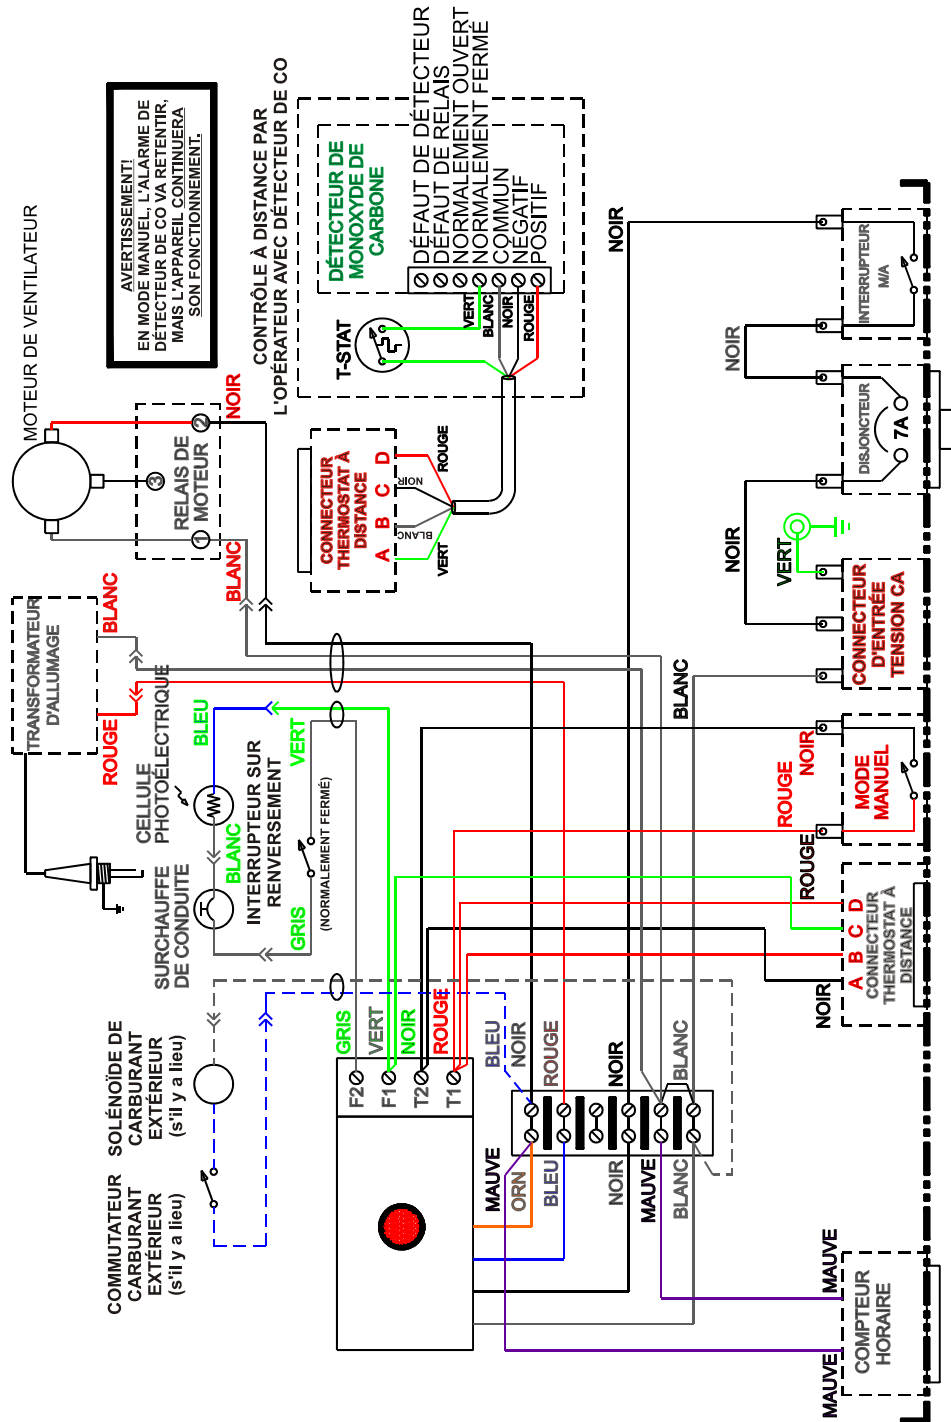 MOTEUR DE VENTILATEUR
AVERTISSEMENT!
EN MODE MANUEL, L'ALARME DE
DÉTECTEUR DE CO VA RETENTIR,
MAIS L'APPAREIL CONTINUERA
SON FONCTIONNEMENT.
CONTRÔLE À DISTANCE PAR
L'OPÉRATEUR AVEC DÉTECTEUR DE CO
DÉTECTEUR DE
MONOXYDE DE
CARBONE
DÉFAUT DE DÉTECTEUR
DÉFAUT DE RELAIS
NORMALEMENT OUVERT
NORMALEMENT FERMÉ
COMMUN
NÉGATIF
POSITIF
VERT
BLANC
NOIR
ROUGE
T-STAT
RELAIS DE
MOTEUR
1
2
3
NOIR
BLANC
CONNECTEUR
THERMOSTAT À
DISTANCE
A
B
C
D
VERT
BLANC
NOIR
ROUGE
TRANSFORMATEUR
D'ALLUMAGE
BLANC
ROUGE
CELLULE
PHOTOÉLECTRIQUE
BLEU
VERT
SURCHAUFFE
DE CONDUITE
BLANC
INTERRUPTEUR SUR
RENVERSEMENT
(NORMALEMENT FERMÉ)
GRIS
SOLÉNOÏDE DE
CARBURANT
EXTÉRIEUR
(s'il y a lieu)
COMMUTATEUR
CARBURANT
EXTÉRIEUR
(s'il y a lieu)
GRIS
VERT
NOIR
ROUGE
F2
F1
T2
T1
BLEU
NOIR
ROUGE
NOIR
BLANC
MAUVE
ORN
BLEU
NOIR
MAUVE
BLANC
NOIR
INTERRUPTEUR
M/A
NOIR
DISJONCTEUR
7A
NOIR
VERT
CONNECTEUR
D'ENTRÉE
TENSION CA
BLANC
NOIR
ROUGE
MODE
MANUEL
ROUGE
CONNECTEUR
THERMOSTAT À
DISTANCE
A
B
C
D
NOIR
MAUVE
COMPTEUR
HORAIRE
MAUVE